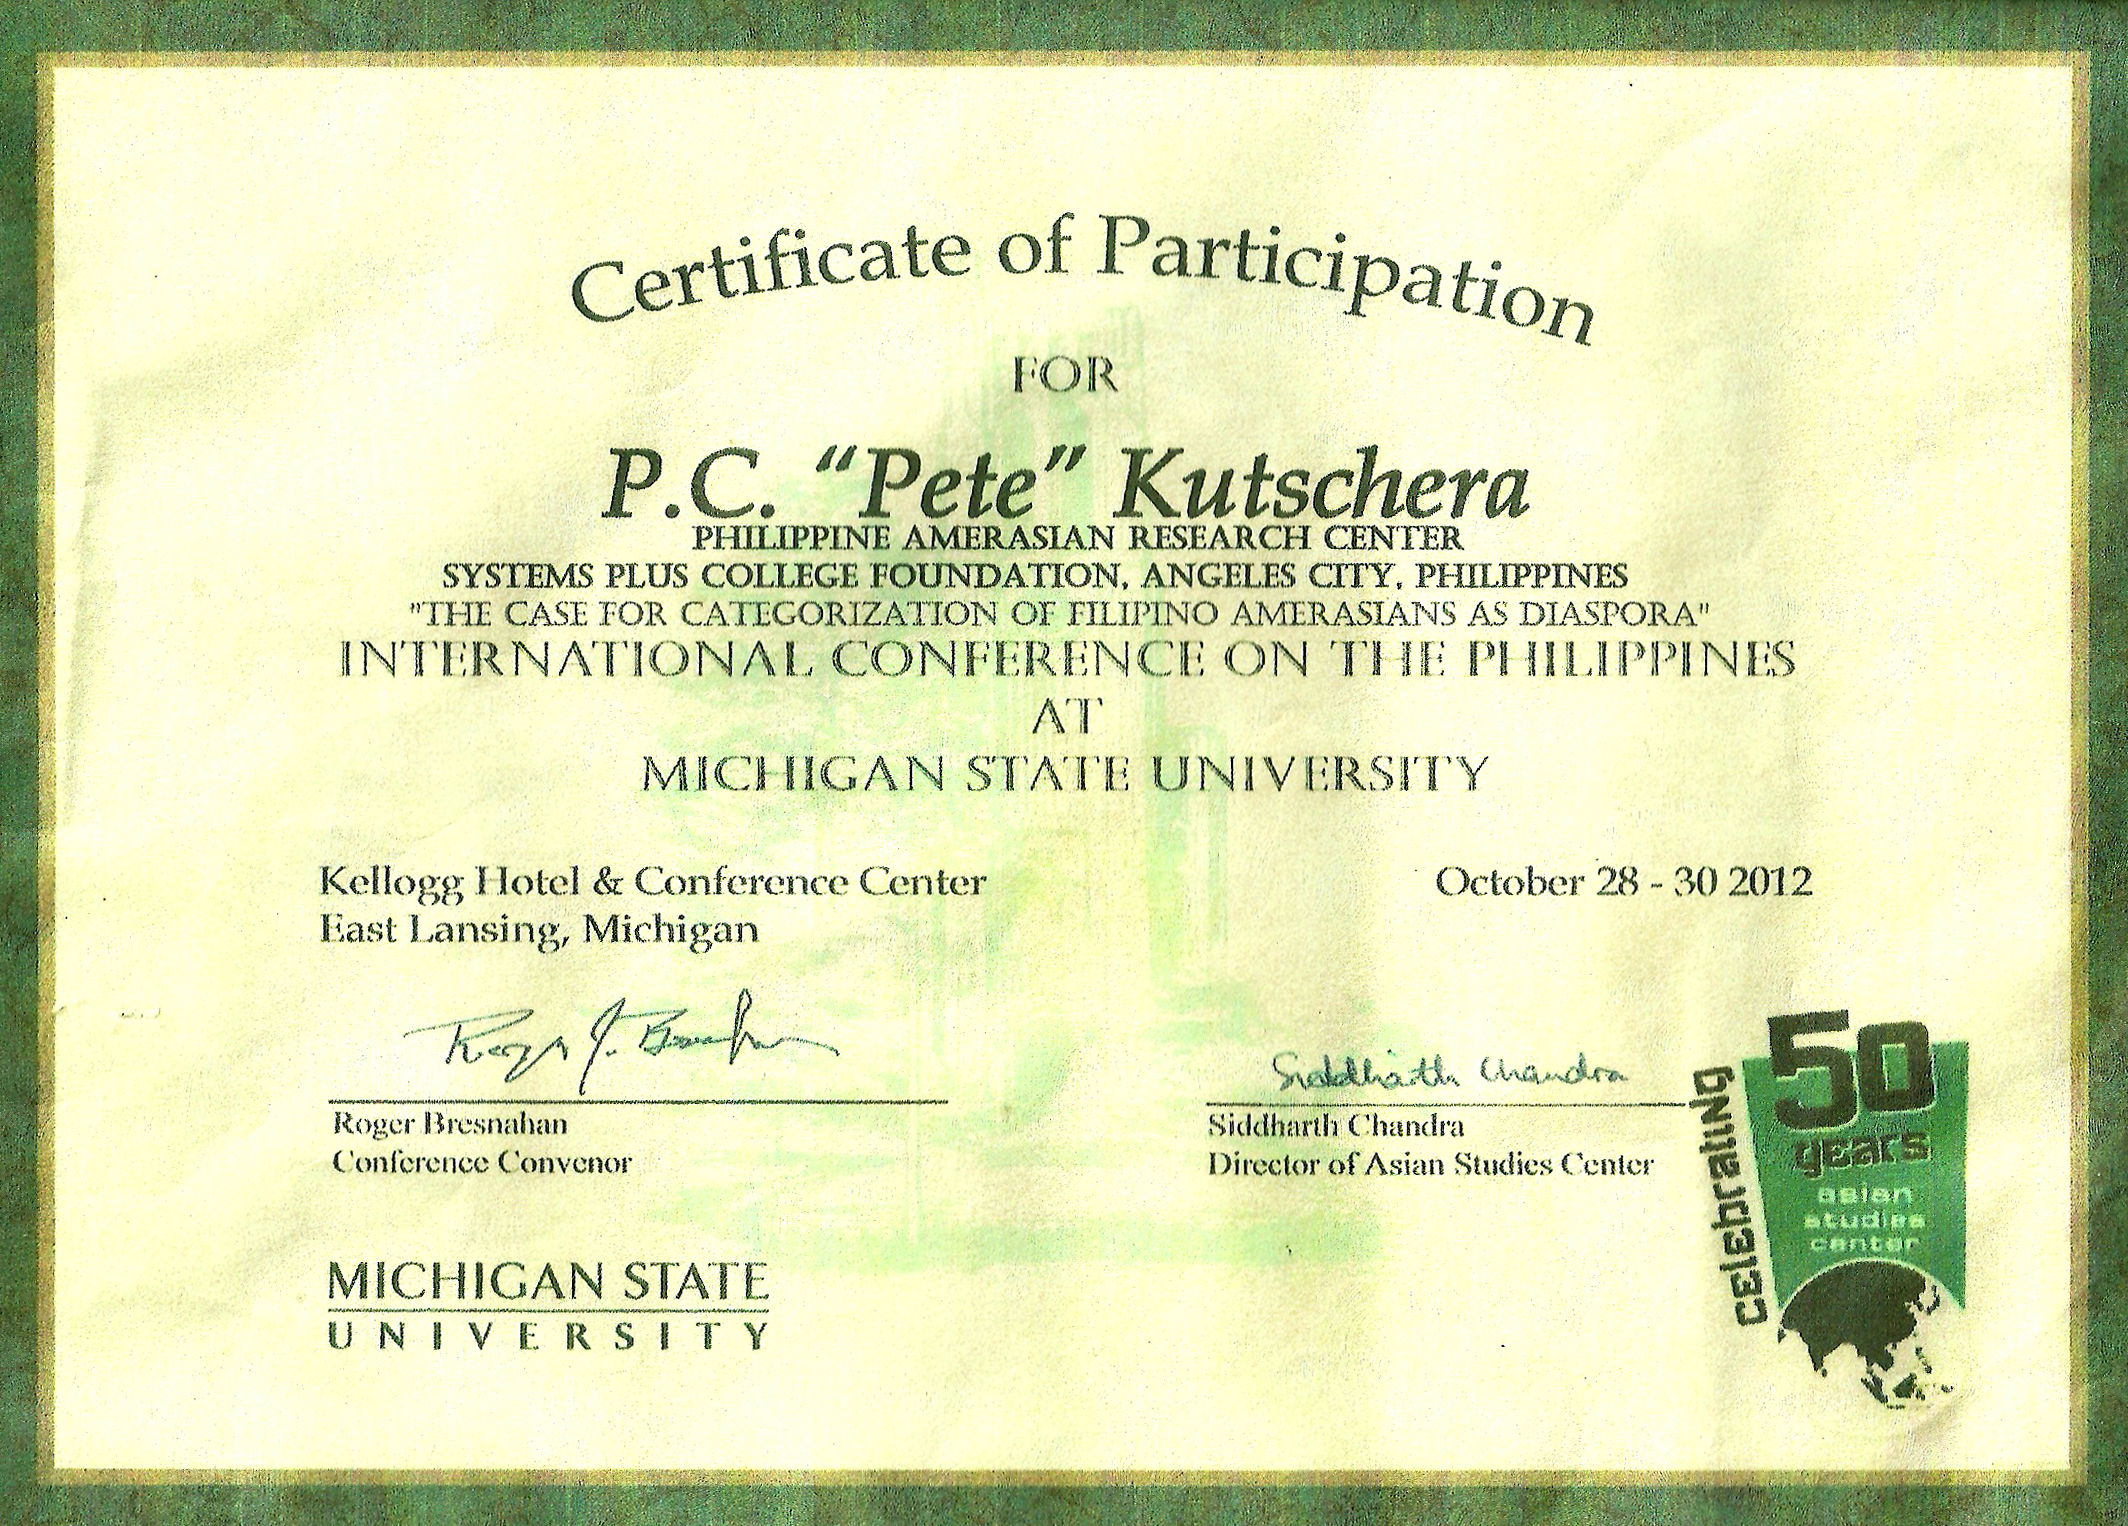 Certificate of Participation
FOR
P.C. “Pete” Kutschera
PHILIPPINE AMERASIAN RESEARCH CENTER
SYSTEMS PLUS COLLEGE FOUNDATION, ANGELES CITY, PHILIPPINES
"THE CASE FOR CATEGORIZATION OF FILIPINO AMERASIANS AS DIASPORA"
INTERNATIONAL CONFERENCE ON THE PHILIPPINES
AT
MICHIGAN STATE UNIVERSITY
Kellogg Hotel & Conference Center
East Lansing, Michigan
October 28 - 30 2012
Roger J. Bresnahan
Roger Bresnahan
Conference Convenor
Siddharth Chandra
Siddharth Chandra
Director of Asian Studies Center
MICHIGAN STATE
UNIVERSITY
celebrating
50
years
asian
studies
center